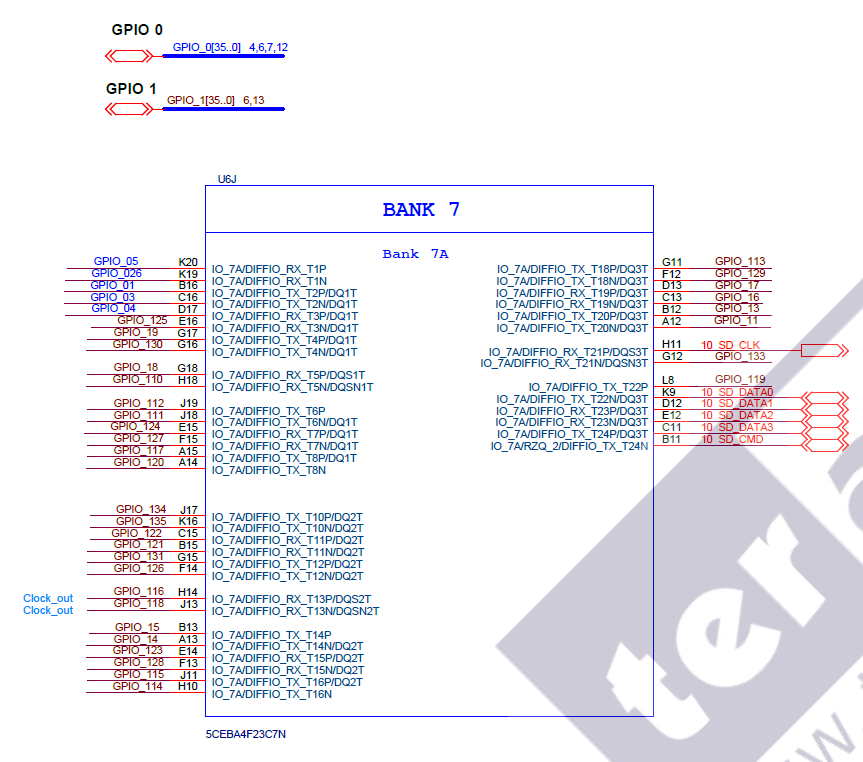 GPIO 0
GPIO_0[35..0] 4,6,7,12
GPIO 1
GPIO_1[35..0] 6,13
U6J
BANK 7
Bank 7A
GPIO_05 K20 IO_7A/DIFFIO_RX_T1P
GPIO_026 K19 IO_7A/DIFFIO_RX_T1N
GPIO_01 B16 IO_7A/DIFFIO_TX_T2P/DQ1T
GPIO_03 C16 IO_7A/DIFFIO_TX_T2N/DQ1T
GPIO_04 D17 IO_7A/DIFFIO_RX_T3P/DQ1T
GPIO_125 E16 IO_7A/DIFFIO_RX_T3N/DQ1T
GPIO_19 G17 IO_7A/DIFFIO_TX_T4P/DQ1T
GPIO_130 G16 IO_7A/DIFFIO_TX_T4N/DQ1T
GPIO_18 G18 IO_7A/DIFFIO_RX_T5P/DQS1T
GPIO_110 H18 IO_7A/DIFFIO_RX_T5N/DQSN1T
GPIO_112 J19 IO_7A/DIFFIO_TX_T6P
GPIO_111 J18 IO_7A/DIFFIO_TX_T6N/DQ1T
GPIO_124 E15 IO_7A/DIFFIO_RX_T7P/DQ1T
GPIO_127 F15 IO_7A/DIFFIO_RX_T7N/DQ1T
GPIO_117 A15 IO_7A/DIFFIO_TX_T8P/DQ1T
GPIO_120 A14 IO_7A/DIFFIO_TX_T8N
GPIO_134 J17 IO_7A/DIFFIO_TX_T10P/DQ2T
GPIO_135 K16 IO_7A/DIFFIO_TX_T10N/DQ2T
GPIO_122 C15 IO_7A/DIFFIO_RX_T11P/DQ2T
GPIO_121 B15 IO_7A/DIFFIO_RX_T11N/DQ2T
GPIO_131 G15 IO_7A/DIFFIO_TX_T12P/DQ2T
GPIO_126 F14 IO_7A/DIFFIO_TX_T12N/DQ2T
Clock_out GPIO_116 H14 IO_7A/DIFFIO_RX_T13P/DQS2T
Clock_out GPIO_118 J13 IO_7A/DIFFIO_RX_T13N/DQSN2T
GPIO_15 B13 IO_7A/DIFFIO_TX_T14P
GPIO_14 A13 IO_7A/DIFFIO_TX_T14N/DQ2T
GPIO_123 E14 IO_7A/DIFFIO_RX_T15P/DQ2T
GPIO_128 F13 IO_7A/DIFFIO_RX_T15N/DQ2T
GPIO_115 J11 IO_7A/DIFFIO_TX_T16P/DQ2T
GPIO_114 H10 IO_7A/DIFFIO_TX_T16N
IO_7A/DIFFIO_TX_T18P/DQ3T G11 GPIO_113
IO_7A/DIFFIO_TX_T18N/DQ3T F12 GPIO_129
IO_7A/DIFFIO_RX_T19P/DQ3T D13 GPIO_17
IO_7A/DIFFIO_RX_T19N/DQ3T C13 GPIO_16
IO_7A/DIFFIO_TX_T20P/DQ3T B12 GPIO_13
IO_7A/DIFFIO_TX_T20N/DQ3T A12 GPIO_11
IO_7A/DIFFIO_RX_T21P/DQS3T H11 10 SD_CLK
IO_7A/DIFFIO_RX_T21N/DQSN3T G12 GPIO_133
IO_7A/DIFFIO_TX_T22P L8 GPIO_119
IO_7A/DIFFIO_TX_T22N/DQ3T K9 10 SD_DATA0
IO_7A/DIFFIO_RX_T23P/DQ3T D12 10 SD_DATA1
IO_7A/DIFFIO_RX_T23N/DQ3T E12 10 SD_DATA2
IO_7A/DIFFIO_TX_T24P/DQ3T C11 10 SD_DATA3
IO_7A/RZQ_2/DIFFIO_TX_T24N B11 10 SD_CMD
5CEBA4F23C7N
tera